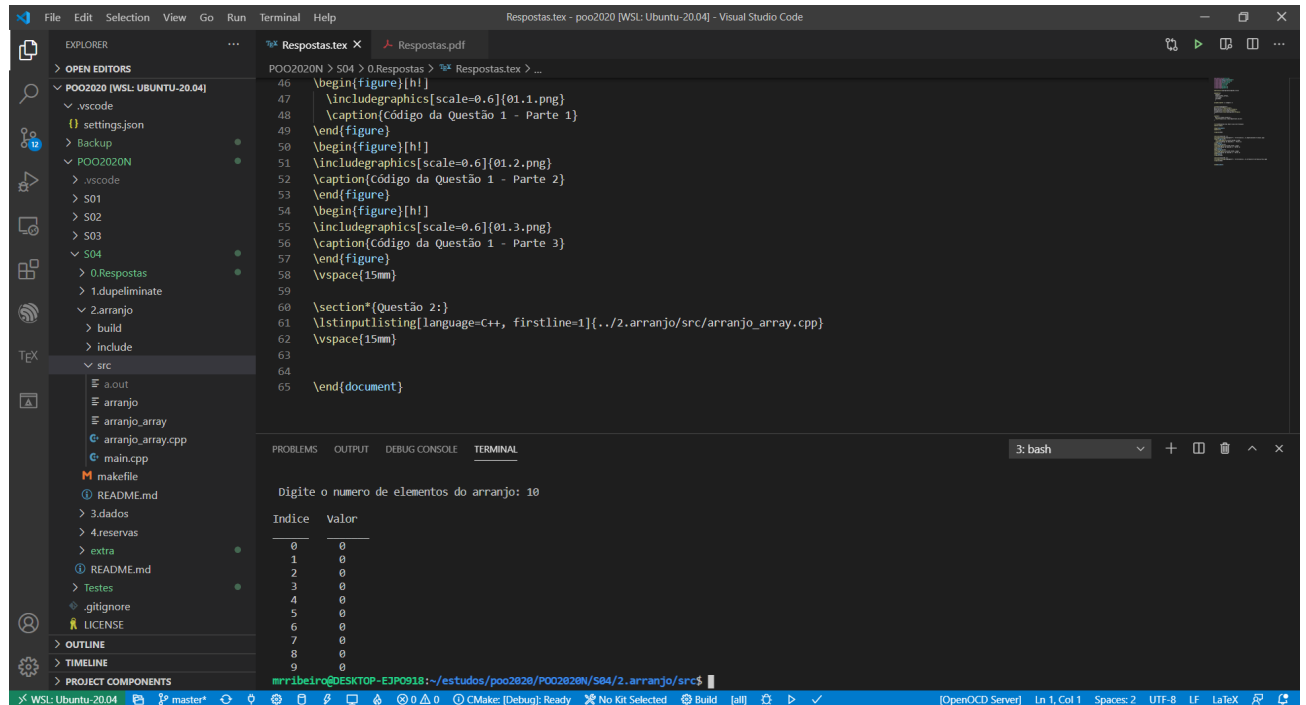 File Edit Selection View Go Run Terminal Help
Respostas.tex - poo2020 [WSL: Ubuntu-20.04] - Visual Studio Code
EXPLORER
OPEN EDITORS
POO2020 [WSL: UBUNTU-20.04]
.vscode
{} settings.json
Backup
POO2020N
.vscode
S01
S02
S03
S04
0.Respostas
1.dupeliminate
2.arranjo
build
include
src
a.out
arranjo
arranjo_array
arranjo_array.cpp
main.cpp
M makefile
README.md
3.dados
4.reservas
extra
README.md
Testes
.gitignore
LICENSE
OUTLINE
TIMELINE
PROJECT COMPONENTS
12
TEX
TEX Respostas.tex Respostas.pdf
POO2020N > S04 > 0.Respostas > TEX Respostas.tex > ...
46 \begin{figure}[h!]
47 \includegraphics[scale=0.6]{01.1.png}
48 \caption{Código da Questão 1 - Parte 1}
49 \end{figure}
50 \begin{figure}[h!]
51 \includegraphics[scale=0.6]{01.2.png}
52 \caption{Código da Questão 1 - Parte 2}
53 \end{figure}
54 \begin{figure}[h!]
55 \includegraphics[scale=0.6]{01.3.png}
56 \caption{Código da Questão 1 - Parte 3}
57 \end{figure}
58 \vspace{15mm}
59
60 \section*{Questão 2:}
61 \lstinputlisting[language=C++, firstline=1]{../2.arranjo/src/arranjo_array.cpp}
62 \vspace{15mm}
63
64
65 \end{document}
PROBLEMS OUTPUT DEBUG CONSOLE TERMINAL
3: bash
Digite o numero de elementos do arranjo: 10
Indice Valor
0 0
1 0
2 0
3 0
4 0
5 0
6 0
7 0
8 0
9 0
mrribeiro@DESKTOP-EJPO918:~/estudos/poo2020/POO2020N/S04/2.arranjo/src$
WSL: Ubuntu-20.04 master* 0 0 CMake: [Debug]: Ready No Kit Selected Build [all] [OpenOCD Server] Ln 1, Col 1 Spaces: 2 UTF-8 LF LaTeX